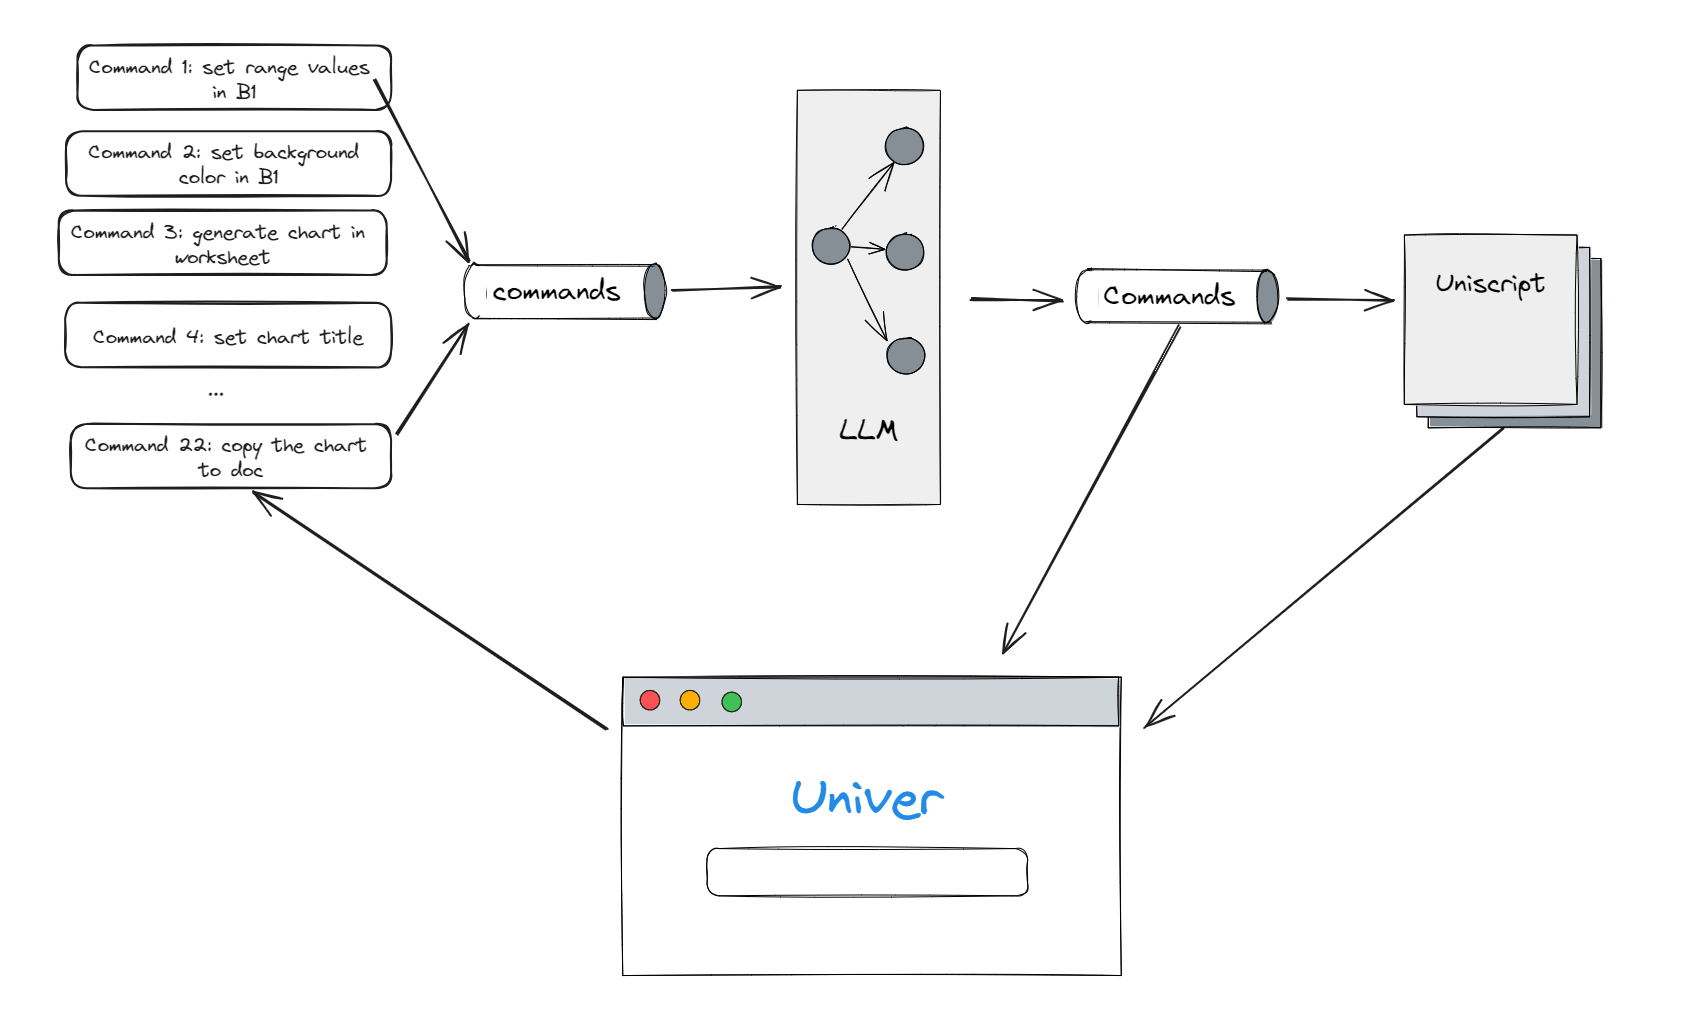 Command 1: set range values
in B1
Command 2: set background
color in B1
Command 3: generate chart in
worksheet
Command 4: set chart title
...
Command 22: copy the chart
to doc
commands
LLM
Commands
Uniscript
Univer